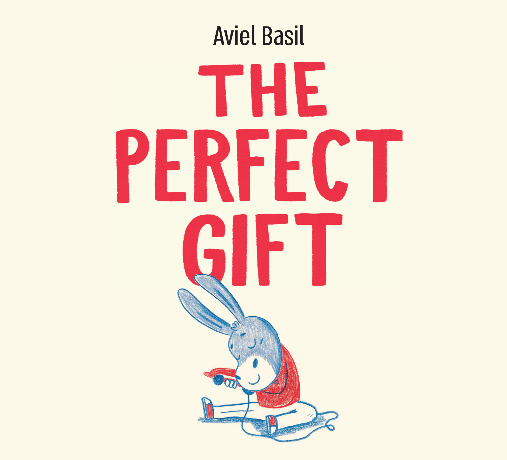 Aviel Basil
THE
PERFECT
GIFT